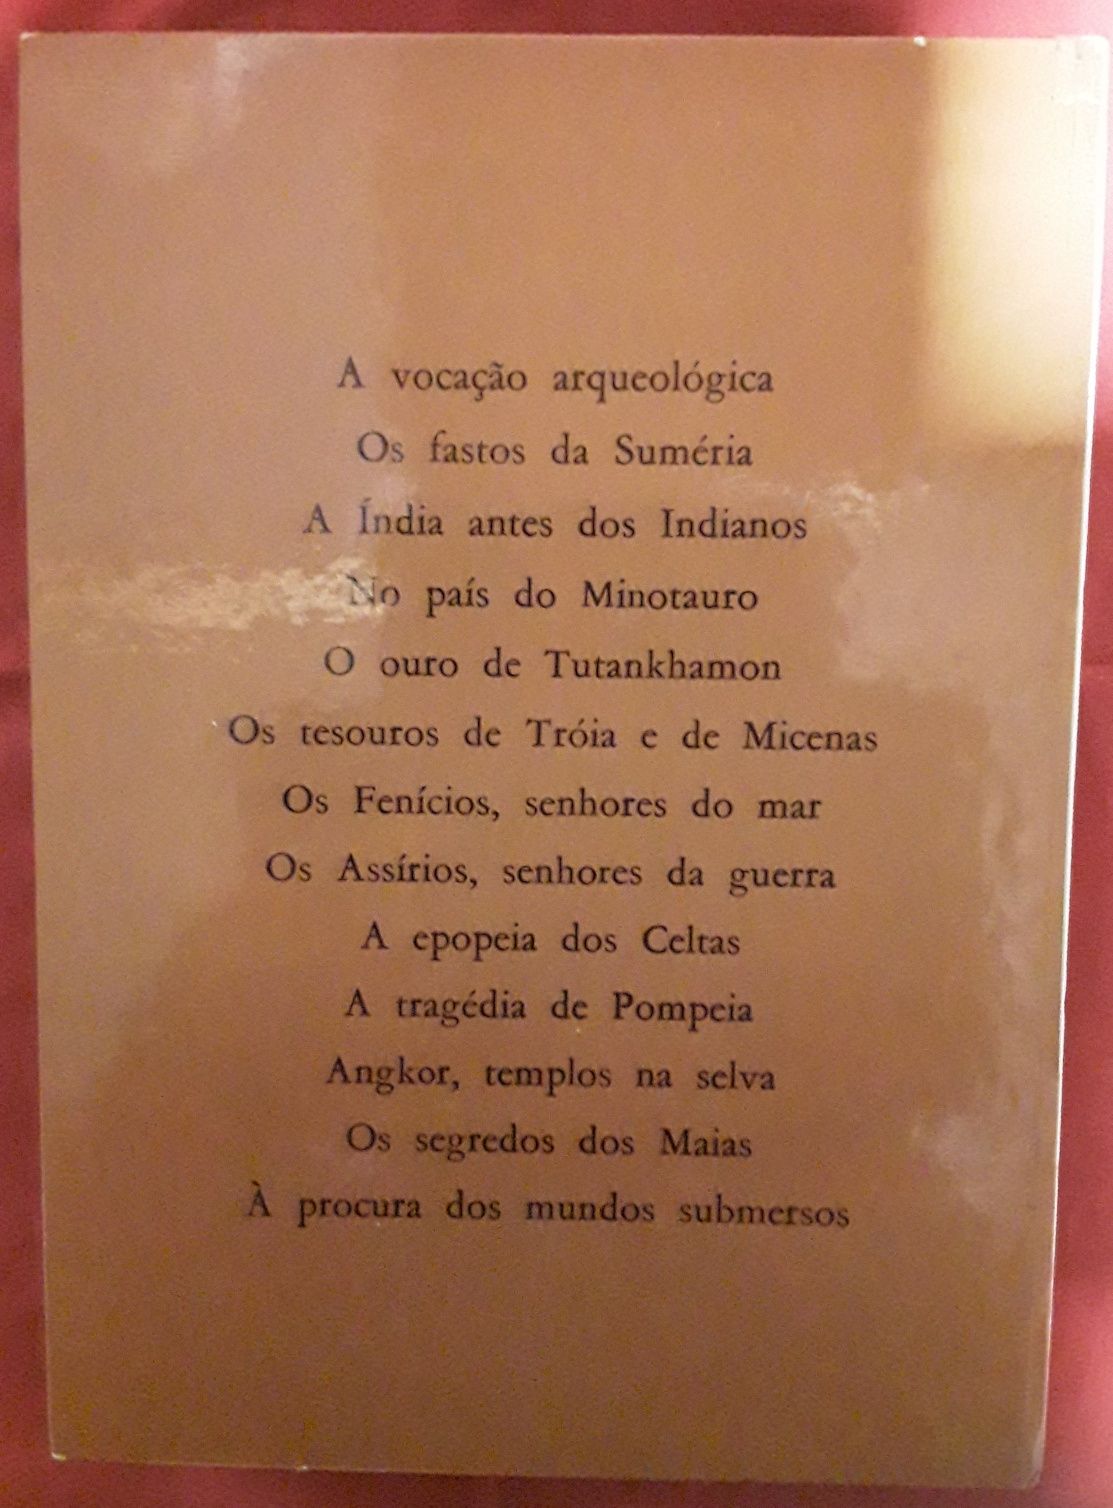 A vocação arqueológica
Os fastos da Suméria
A Índia antes dos Indianos
No país do Minotauro
O ouro de Tutankhamon
Os tesouros de Tróia e de Micenas
Os Fenícios, senhores do mar
Os Assírios, senhores da guerra
A epopeia dos Celtas
A tragédia de Pompeia
Angkor, templos na selva
Os segredos dos Maias
À procura dos mundos submersos